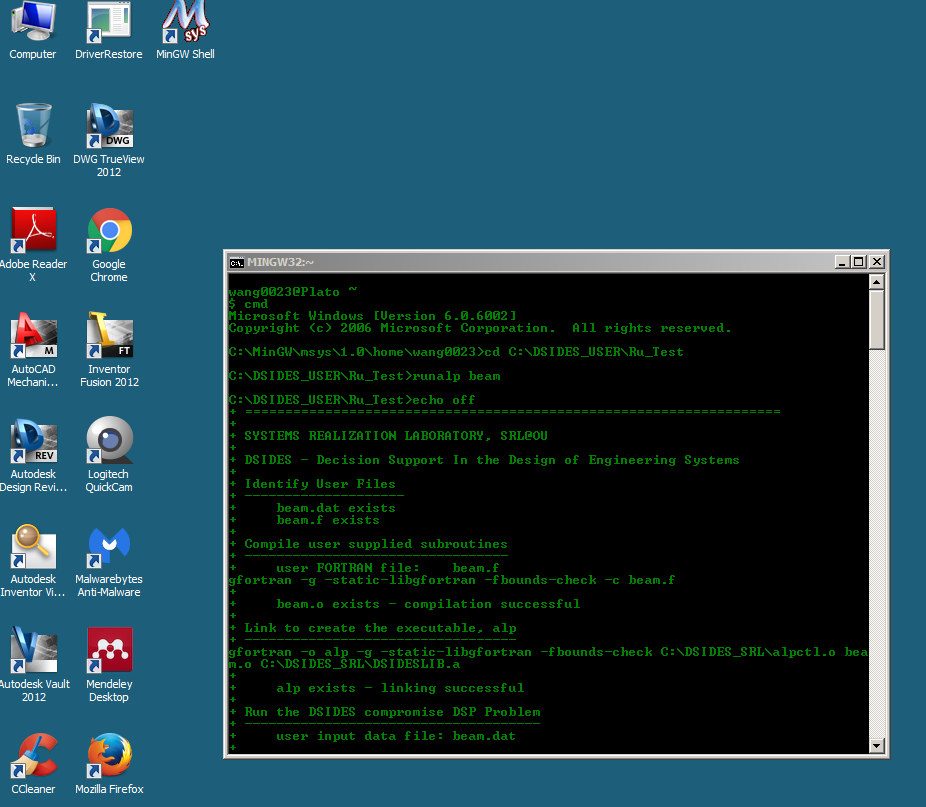 Computer
DriverRestore
MinGW Shell
Recycle Bin
DWG TrueView
2012
Adobe Reader
X
Google
Chrome
AutoCAD
Mechani...
Inventor
Fusion 2012
Autodesk
Design Revi...
Logitech
QuickCam
Autodesk
Inventor Vi...
Malwarebytes
Anti-Malware
Autodesk Vault
2012
Mendeley
Desktop
CCleaner
Mozilla Firefox
M
sys
DWG
M
FT
REV
C:\.
MINGW32:~
wang0023@Plato ~
$ cmd
Microsoft Windows [Version 6.0.6002]
Copyright (c) 2006 Microsoft Corporation.  All rights reserved.
C:\MinGW\msys\1.0\home\wang0023>cd C:\DSIDES_USER\Ru_Test
C:\DSIDES_USER\Ru_Test>runalp beam
C:\DSIDES_USER\Ru_Test>echo off
+ ===================================================================
+
+ SYSTEMS REALIZATION LABORATORY, SRL@OU
+
+ DSIDES - Decision Support In the Design of Engineering Systems
+
+ Identify User Files
+ --------------------
+     beam.dat exists
+     beam.f exists
+
+ Compile user supplied subroutines
+ ---------------------------------
+     user FORTRAN file:    beam.f
gfortran -g -static-libgfortran -fbounds-check -c beam.f
+
+     beam.o exists - compilation successful
+
+ Link to create the executable, alp
+ ----------------------------------
gfortran -o alp -g -static-libgfortran -fbounds-check C:\DSIDES_SRL\alpctl.o bea
m.o C:\DSIDES_SRL\DSIDESLIB.a
+
+     alp exists - linking successful
+
+ Run the DSIDES compromise DSP Problem
+ -------------------------------------
+     user input data file: beam.dat
+